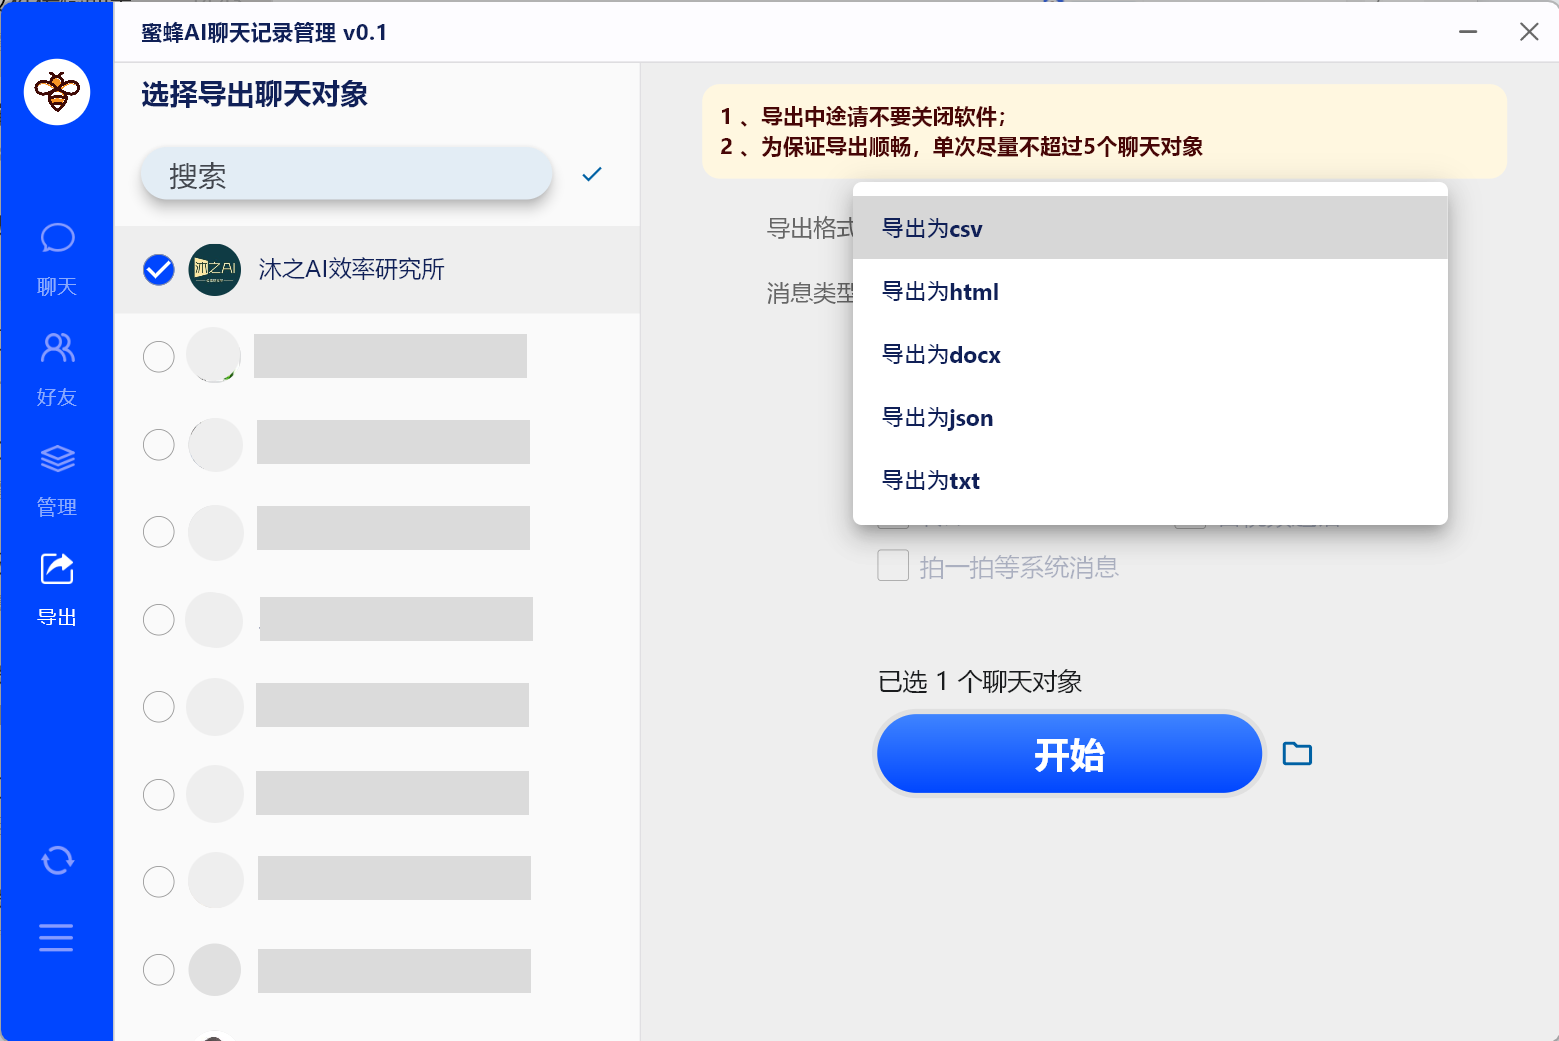 蜜蜂AI聊天记录管理 v0.1
选择导出聊天对象
搜索
沐之AI
沐之AI效率研究所
聊天
好友
管理
导出
1 、导出中途请不要关闭软件；
2 、为保证导出顺畅，单次尽量不超过5个聊天对象
导出格式
导出为csv
导出为html
导出为docx
导出为json
导出为txt
消息类型
拍一拍等系统消息
已选 1 个聊天对象
开始